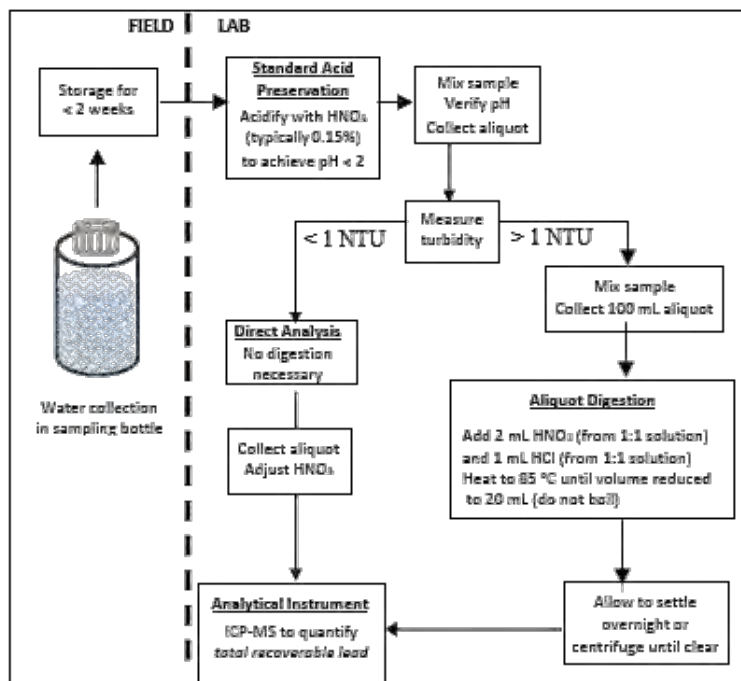 FIELD
LAB
Storage for
< 2 weeks
Water collection
in sampling bottle
Standard Acid
Preservation
Acidify with HNO₃
(typically 0.15%)
to achieve pH < 2
Mix sample
Verify pH
Collect aliquot
Measure
turbidity
< 1 NTU
> 1 NTU
Direct Analysis
No digestion
necessary
Collect aliquot
Adjust HNO₃
Mix sample
Collect 100 mL aliquot
Aliquot Digestion
Add 2 mL HNO₃ (from 1:1 solution)
and 1 mL HCl (from 1:1 solution)
Heat to 85 °C until volume reduced
to 20 mL (do not boil)
Allow to settle
overnight or
centrifuge until clear
Analytical Instrument
ICP-MS to quantify
total recoverable lead